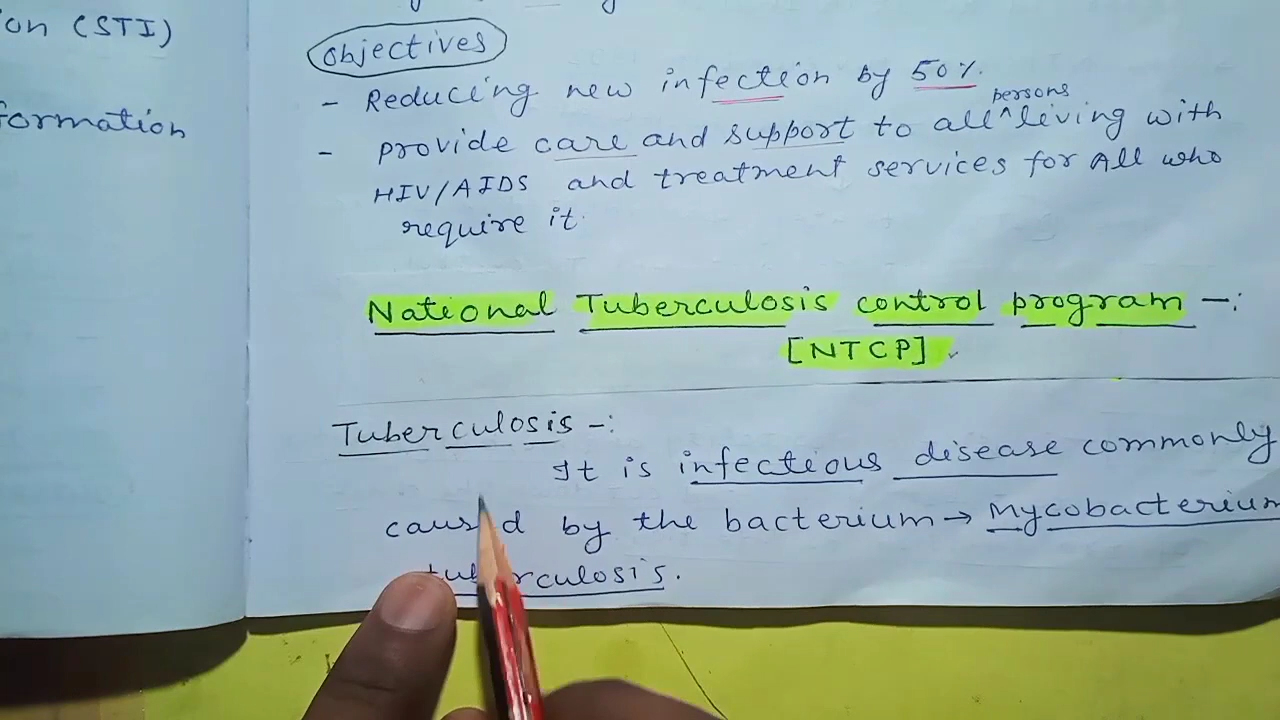 ion (STI)
formation
Objectives
- Reducing new infection by 50%.
persons
- provide care and support to all ^ living with
HIV/AIDS and treatment services for All who
require it.
National Tuberculosis control program -:
[NTCP]
Tuberculosis -:
It is infectious disease commonly
caused by the bacterium → Mycobacterium
tuberculosis.